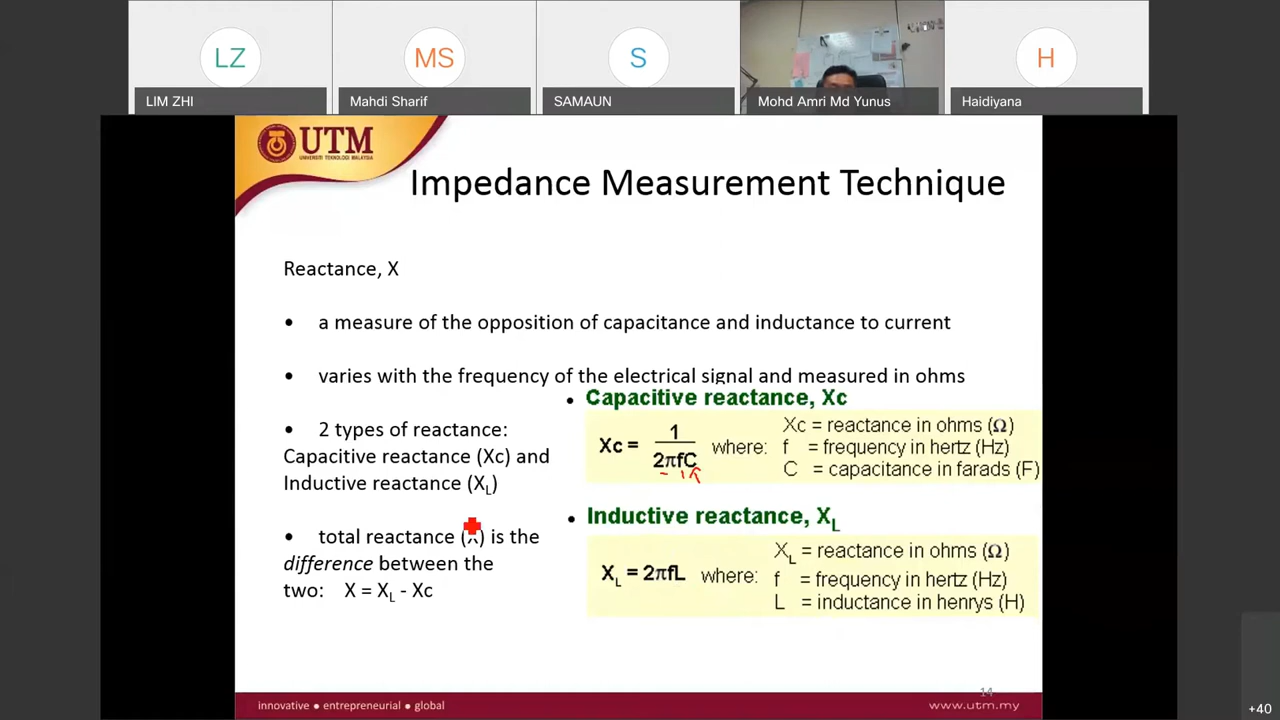 LZ
MS
S
H
LIM ZHI
Mahdi Sharif
SAMAUN
Mohd Amri Md Yunus
Haidiyana
UTM
UNIVERSITI TEKNOLOGI MALAYSIA
Impedance Measurement Technique
Reactance, X
• a measure of the opposition of capacitance and inductance to current
• varies with the frequency of the electrical signal and measured in ohms
• 2 types of reactance:
Capacitive reactance (Xc) and
Inductive reactance (XL)
• total reactance (X) is the
difference between the
two: X = XL - Xc
• Capacitive reactance, Xc
Xc = 1
2πfC
where: Xc = reactance in ohms (Ω)
f = frequency in hertz (Hz)
C = capacitance in farads (F)
• Inductive reactance, XL
XL = 2πfL where: XL = reactance in ohms (Ω)
f = frequency in hertz (Hz)
L = inductance in henrys (H)
14
innovative ● entrepreneurial ● global
www.utm.my
+40